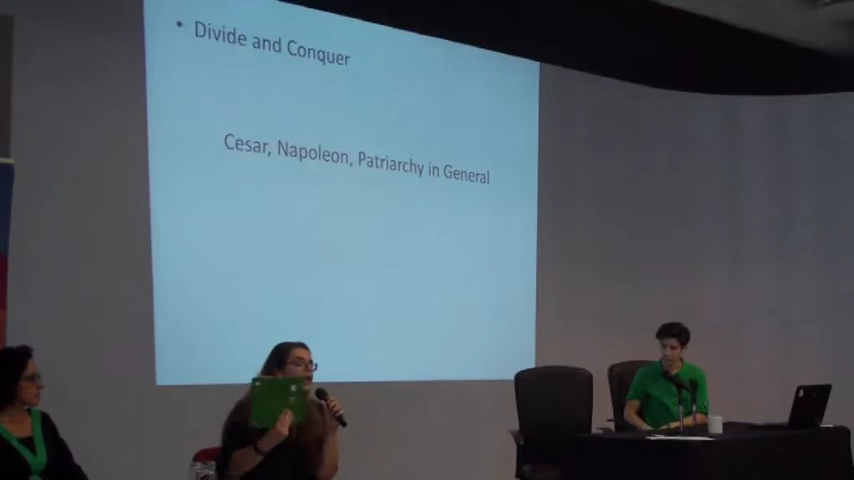 • Divide and Conquer
Cesar, Napoleon, Patriarchy in General